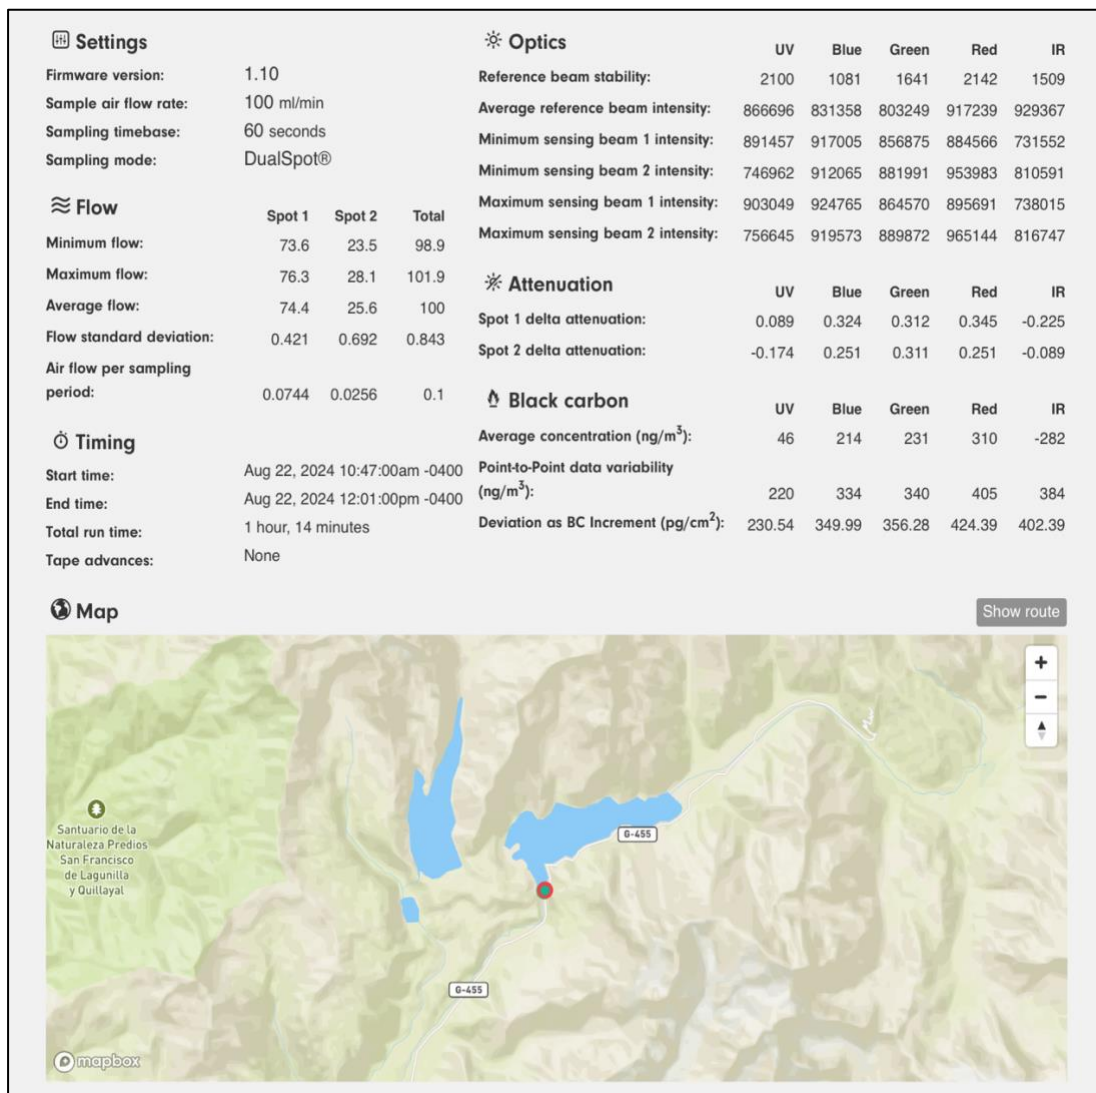 Settings
Firmware version: 1.10
Sample air flow rate: 100 ml/min
Sampling timebase: 60 seconds
Sampling mode: DualSpot®
Flow
Spot 1 Spot 2 Total
Minimum flow: 73.6 23.5 98.9
Maximum flow: 76.3 28.1 101.9
Average flow: 74.4 25.6 100
Flow standard deviation: 0.421 0.692 0.843
Air flow per sampling
period: 0.0744 0.0256 0.1
Timing
Start time: Aug 22, 2024 10:47:00am -0400
End time: Aug 22, 2024 12:01:00pm -0400
Total run time: 1 hour, 14 minutes
Tape advances: None
Optics
UV Blue Green Red IR
Reference beam stability: 2100 1081 1641 2142 1509
Average reference beam intensity: 866696 831358 803249 917239 929367
Minimum sensing beam 1 intensity: 891457 917005 856875 884566 731552
Minimum sensing beam 2 intensity: 746962 912065 881991 953983 810591
Maximum sensing beam 1 intensity: 903049 924765 864570 895691 738015
Maximum sensing beam 2 intensity: 756645 919573 889872 965144 816747
Attenuation
UV Blue Green Red IR
Spot 1 delta attenuation: 0.089 0.324 0.312 0.345 -0.225
Spot 2 delta attenuation: -0.174 0.251 0.311 0.251 -0.089
Black carbon
UV Blue Green Red IR
Average concentration (ng/m³): 46 214 231 310 -282
Point-to-Point data variability
(ng/m³): 220 334 340 405 384
Deviation as BC Increment (pg/cm²): 230.54 349.99 356.28 424.39 402.39
Map
Show route
+
−
Santuario de la
Naturaleza Predios
San Francisco
de Lagunilla
y Quillayal
G-455
G-455
mapbox